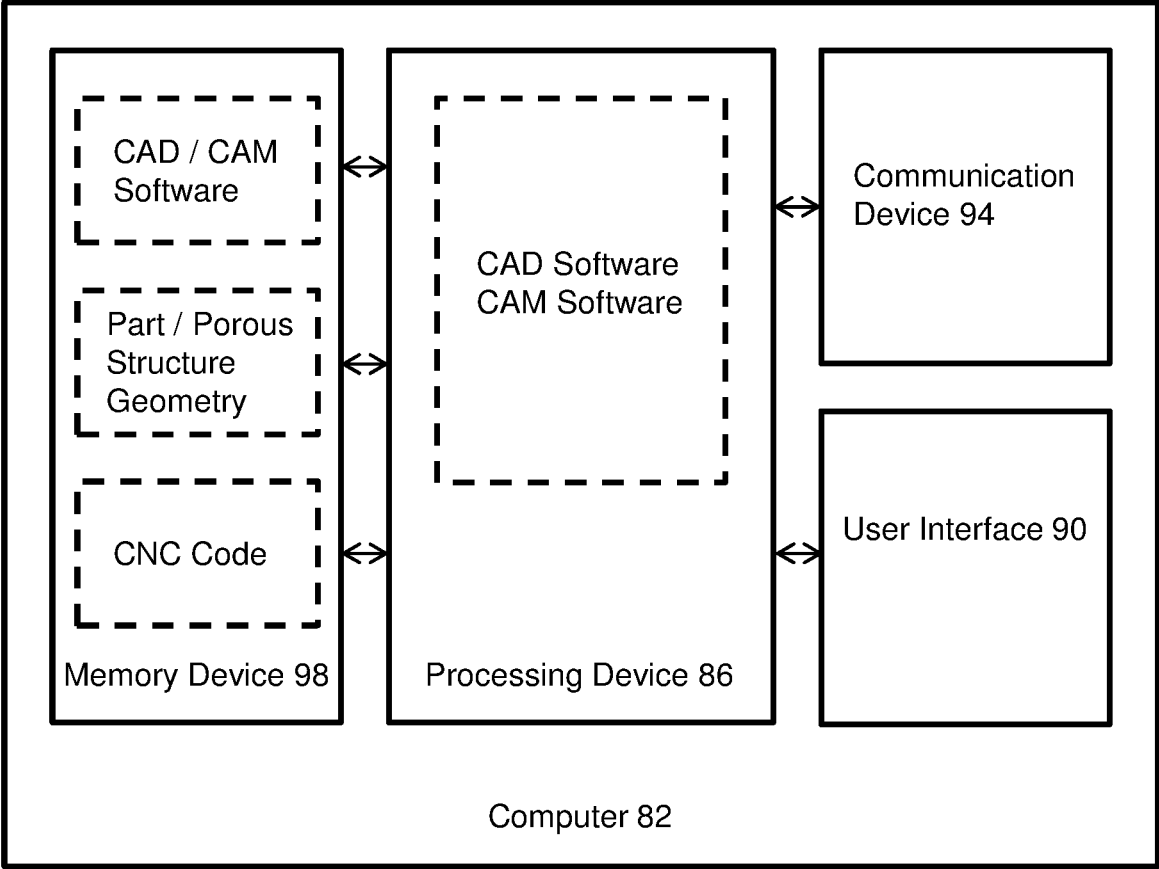 CAD / CAM
Software
Part / Porous
Structure
Geometry
CNC Code
Memory Device 98
CAD Software
CAM Software
Processing Device 86
Communication
Device 94
User Interface 90
Computer 82